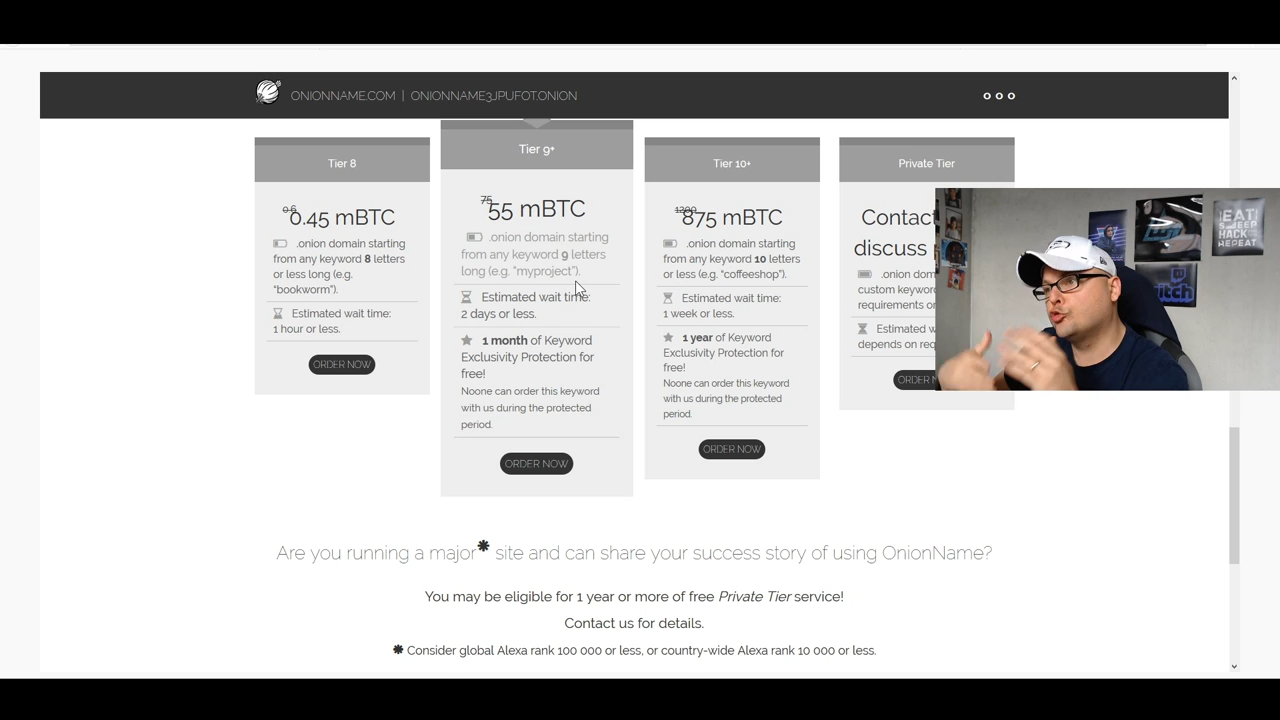 ONIONNAME.COM | ONIONNAME3JPUFOT.ONION
Tier 8
0.6
0.45 mBTC
.onion domain starting
from any keyword 8 letters
or less long (e.g.
"bookworm").
Estimated wait time:
1 hour or less.
ORDER NOW
Tier 9+
75
55 mBTC
.onion domain starting
from any keyword 9 letters
long (e.g. "myproject").
Estimated wait time:
2 days or less.
1 month of Keyword
Exclusivity Protection for
free!
Noone can order this keyword
with us during the protected
period.
ORDER NOW
Tier 10+
1200
875 mBTC
.onion domain starting
from any keyword 10 letters
or less (e.g. "coffeeshop").
Estimated wait time:
1 week or less.
1 year of Keyword
Exclusivity Protection for
free!
Noone can order this keyword
with us during the protected
period.
ORDER NOW
Private Tier
Contact
discuss
.onion dom
custom keyword
requirements or
Estimated w
depends on req
ORDER N
EAT
SLEEP
HACK
REPEAT
twitch
Are you running a major* site and can share your success story of using OnionName?
You may be eligible for 1 year or more of free Private Tier service!
Contact us for details.
* Consider global Alexa rank 100 000 or less, or country-wide Alexa rank 10 000 or less.